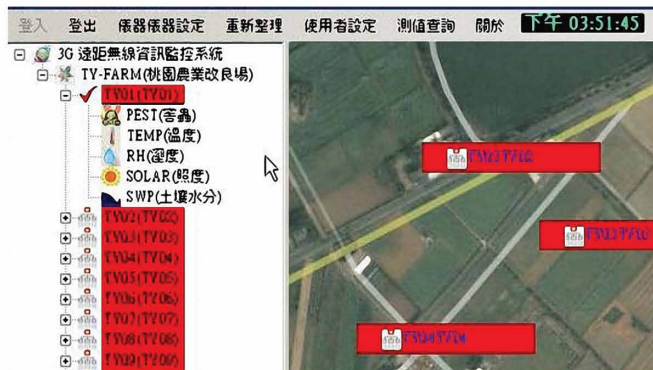 登入 登出 儀器儀器設定 重新整理 使用者設定 測值查詢 關於 下午 03:51:45
3G 遠距無線資訊監控系統
TY-FARM(桃園農業改良場)
TY01(TY01)
PEST(害蟲)
TEMP(溫度)
RH(溼度)
SOLAR(照度)
SWP(土壤水分)
TY02(TY02)
TY03(TY03)
TY04(TY04)
TY05(TY05)
TY06(TY06)
TY07(TY07)
TY08(TY08)
TY09(TY09)